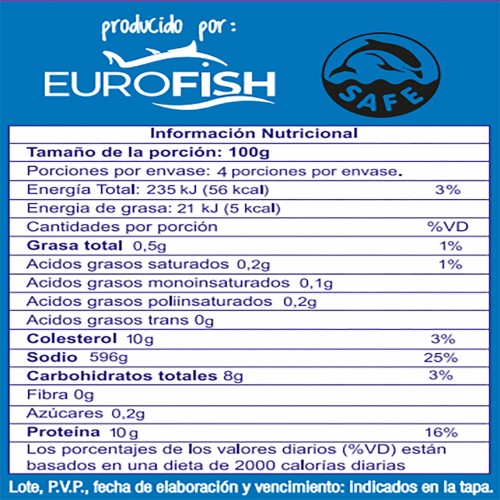 producido por:
EUROFISH
SAFE
Información Nutricional
Tamaño de la porción: 100g
Porciones por envase: 4 porciones por envase.
Energía Total: 235 kJ (56 kcal) 3%
Energia de grasa: 21 kJ (5 kcal)
Cantidades por porción %VD
Grasa total 0,5g 1%
Acidos grasos saturados 0,2g 1%
Acidos grasos monoinsaturados 0,1g
Acidos grasos poliinsaturados 0,2g
Acidos grasos trans 0g
Colesterol 10g 3%
Sodio 596g 25%
Carbohidratos totales 8g 3%
Fibra 0g
Azúcares 0,2g
Proteína 10g 16%
Los porcentajes de los valores diarios (%VD) están
basados en una dieta de 2000 calorías diarias
Lote, P.V.P., fecha de elaboración y vencimiento: indicados en la tapa.